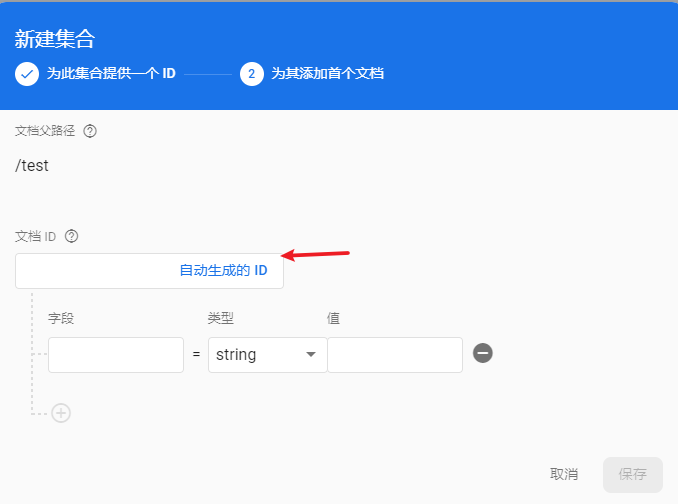 新建集合
为此集合提供一个 ID
2 为其添加首个文档
文档父路径
/test
文档 ID
自动生成的 ID
字段 类型 值
= string
取消 保存